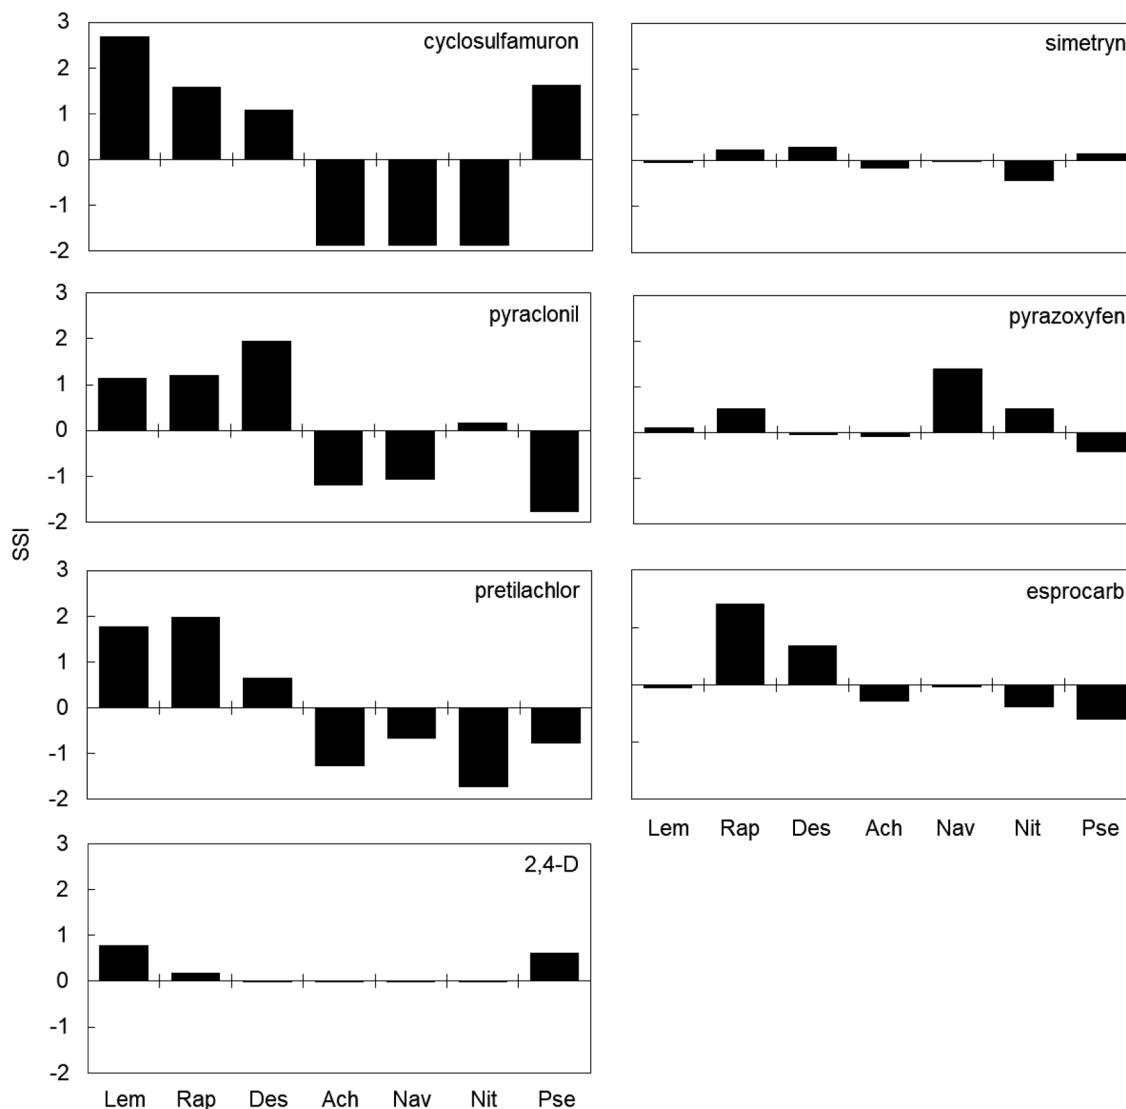 SSI
cyclosulfamuron
3
2
1
0
-1
-2
simetryn
pyraclonil
3
2
1
0
-1
-2
pyrazoxyfen
pretilachlor
3
2
1
0
-1
-2
esprocarb
Lem Rap Des Ach Nav Nit Pse
2,4-D
3
2
1
0
-1
-2
Lem Rap Des Ach Nav Nit Pse